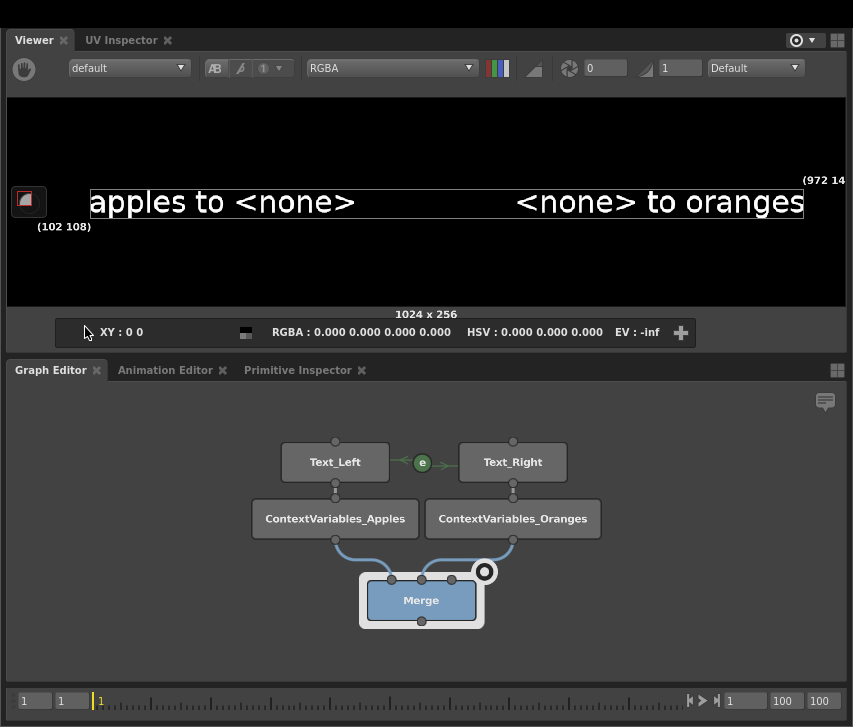 Viewer UV Inspector
default AB 1 RGBA 0 1 Default
(972 14
apples to <none> <none> to oranges
(102 108)
1024 x 256
XY : 0 0 RGBA : 0.000 0.000 0.000 0.000 HSV : 0.000 0.000 0.000 EV : -inf
Graph Editor Animation Editor Primitive Inspector
Text_Left e Text_Right
ContextVariables_Apples ContextVariables_Oranges
Merge
1 1 1 1 100 100